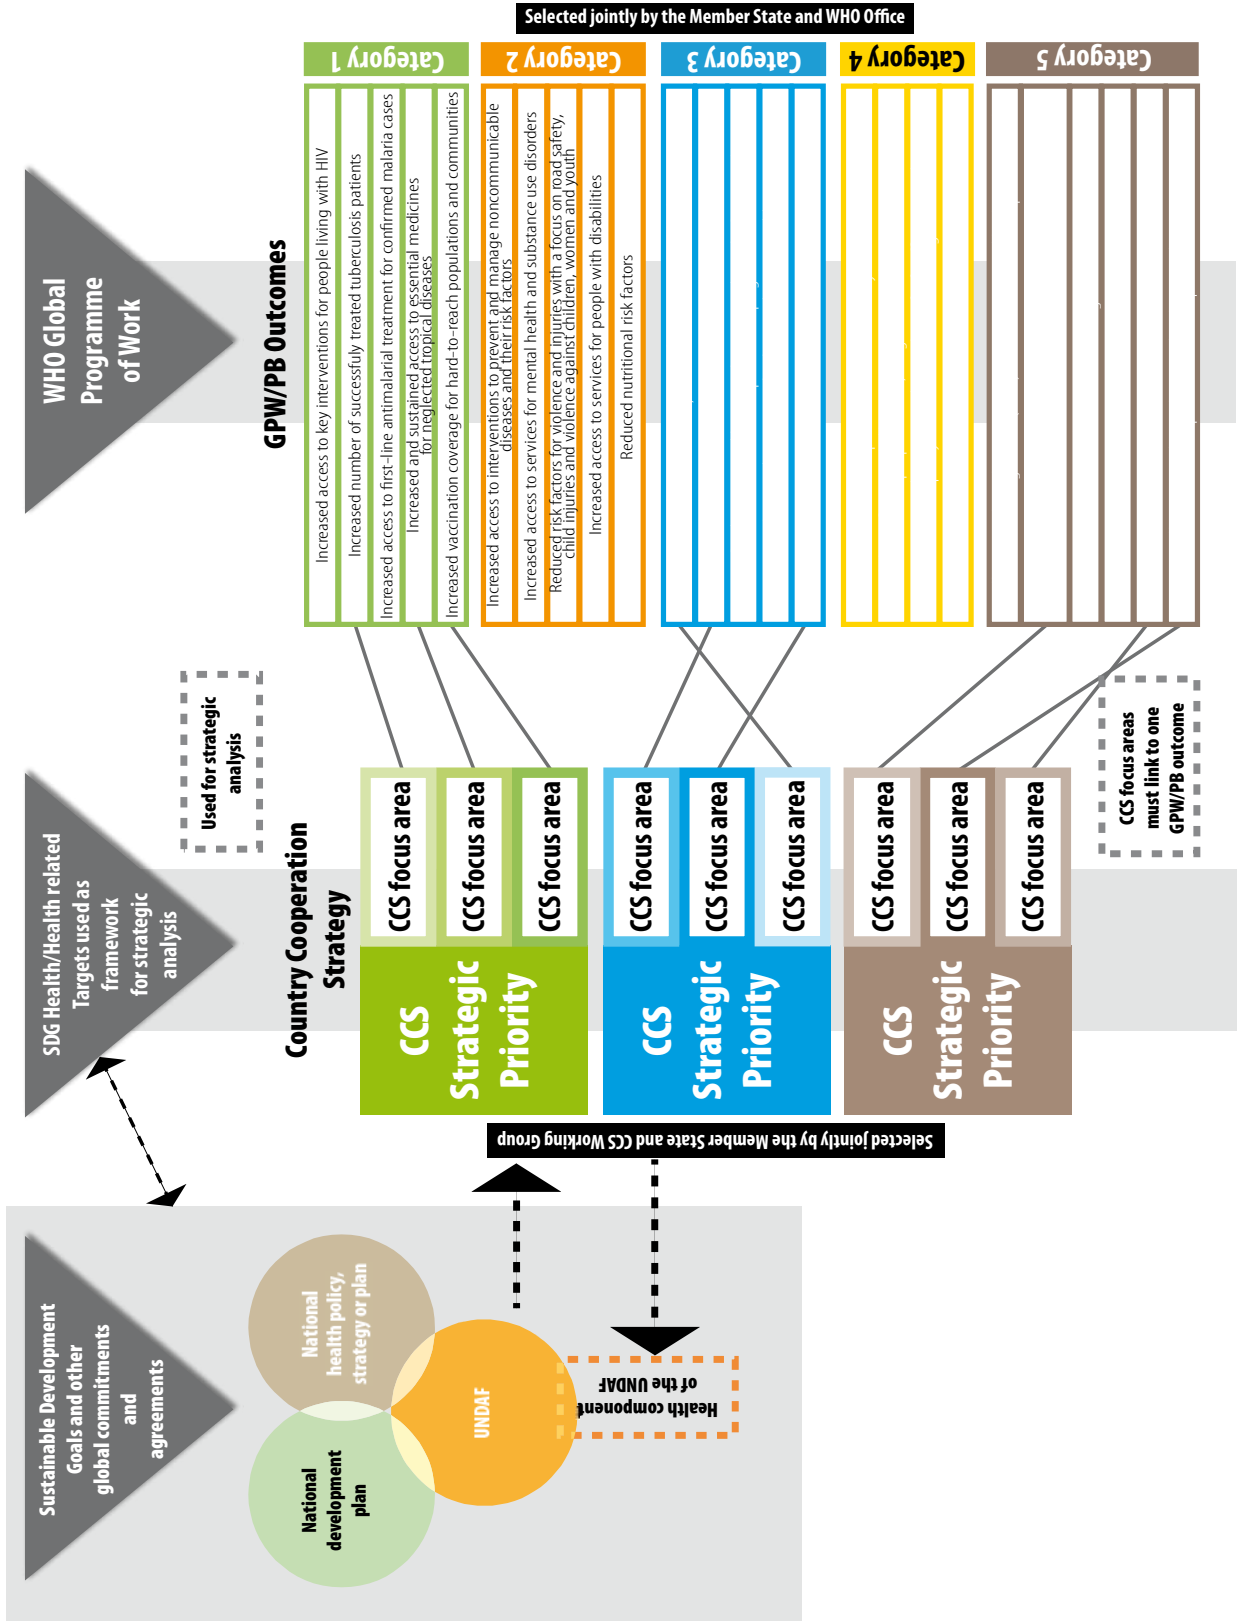 Sustainable Development
Goals and other
global commitments
and
agreements
National
development
plan
National
health policy,
strategy or plan
UNDAF
Health component
of the UNDAF
SDG Health/Health related
Targets used as
framework
for strategic
analysis
Used for strategic
analysis
Country Cooperation
Strategy
Selected jointly by the Member State and CCS Working Group
CCS
Strategic
Priority
CCS focus area
CCS focus area
CCS focus area
CCS
Strategic
Priority
CCS focus area
CCS focus area
CCS focus area
CCS
Strategic
Priority
CCS focus area
CCS focus area
CCS focus area
CCS focus areas
must link to one
GPW/PB outcome
WHO Global
Programme
of Work
GPW/PB Outcomes
Increased access to key interventions for people living with HIV
Increased number of successfuly treated tuberculosis patients
Increased access to first-line antimalarial treatment for confirmed malaria cases
Increased and sustained access to essential medicines
for neglected tropical diseases
Increased vaccination coverage for hard-to-reach populations and communities
Category 1
Increased access to interventions to prevent and manage noncommunicable
diseases and their risk factors
Increased access to services for mental health and substance use disorders
Reduced risk factors for violence and injuries with a focus on road safety,
child injuries and violence against children, women and youth
Increased access to services for people with disabilities
Reduced nutritional risk factors
Category 2
Category 3
Category 4
Category 5
Selected jointly by the Member State and WHO Office